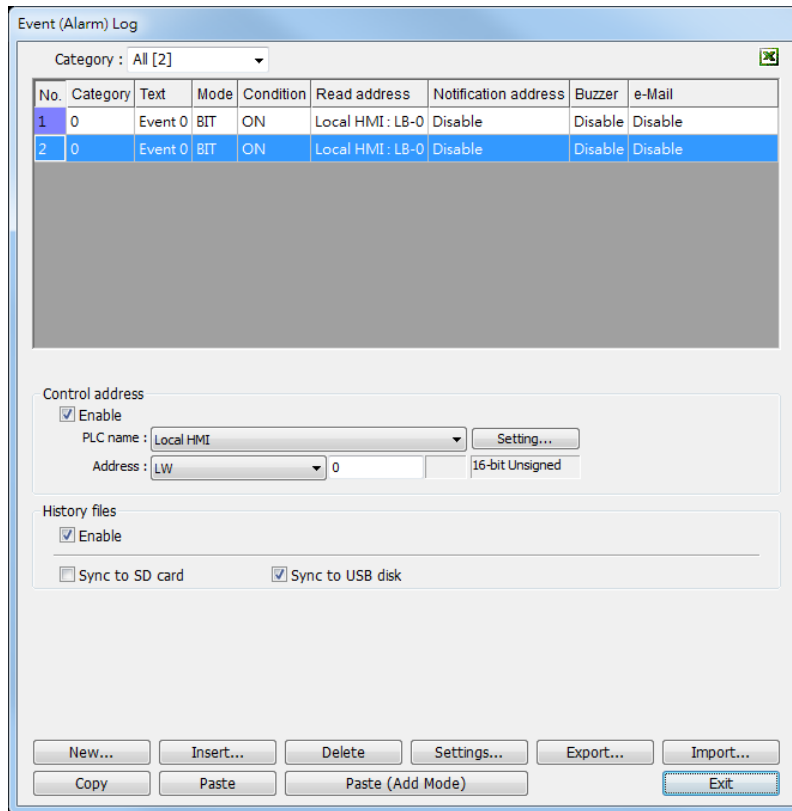 Event (Alarm) Log
Category : All [2]
No. Category Text Mode Condition Read address Notification address Buzzer e-Mail
1 0 Event 0 BIT ON Local HMI : LB-0 Disable Disable Disable
2 0 Event 0 BIT ON Local HMI : LB-0 Disable Disable Disable
Control address
Enable
PLC name : Local HMI Setting...
Address : LW 0 16-bit Unsigned
History files
Enable
Sync to SD card Sync to USB disk
New... Insert... Delete Settings... Export... Import...
Copy Paste Paste (Add Mode) Exit